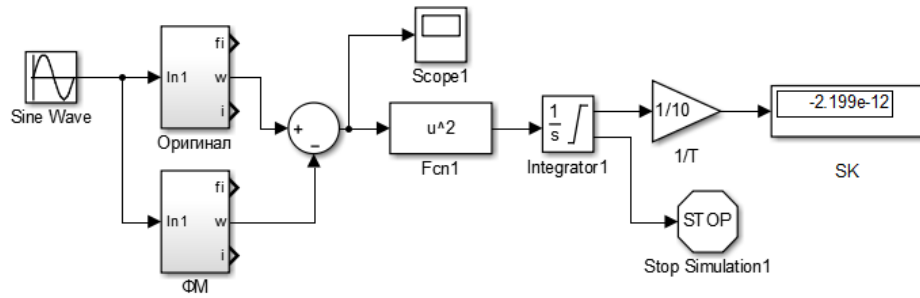 Sine Wave
In1
fi
w
i
Оригинал
In1
fi
w
i
ФМ
+
−
Scope1
u^2
Fcn1
1
s
Integrator1
1/10
1/T
-2.199e-12
SK
STOP
Stop Simulation1